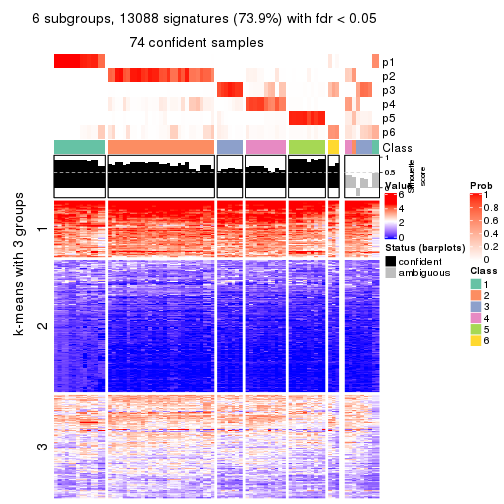 6 subgroups, 13088 signatures (73.9%) with fdr < 0.05
74 confident samples
p1
p2
p3
p4
p5
p6
Class
1
0.5
0
Silhouette
score
k-means with 3 groups
1
2
3
Value
6
4
2
0
Status (barplots)
confident
ambiguous
Prob
1
0.8
0.6
0.4
0.2
0
Class
1
2
3
4
5
6